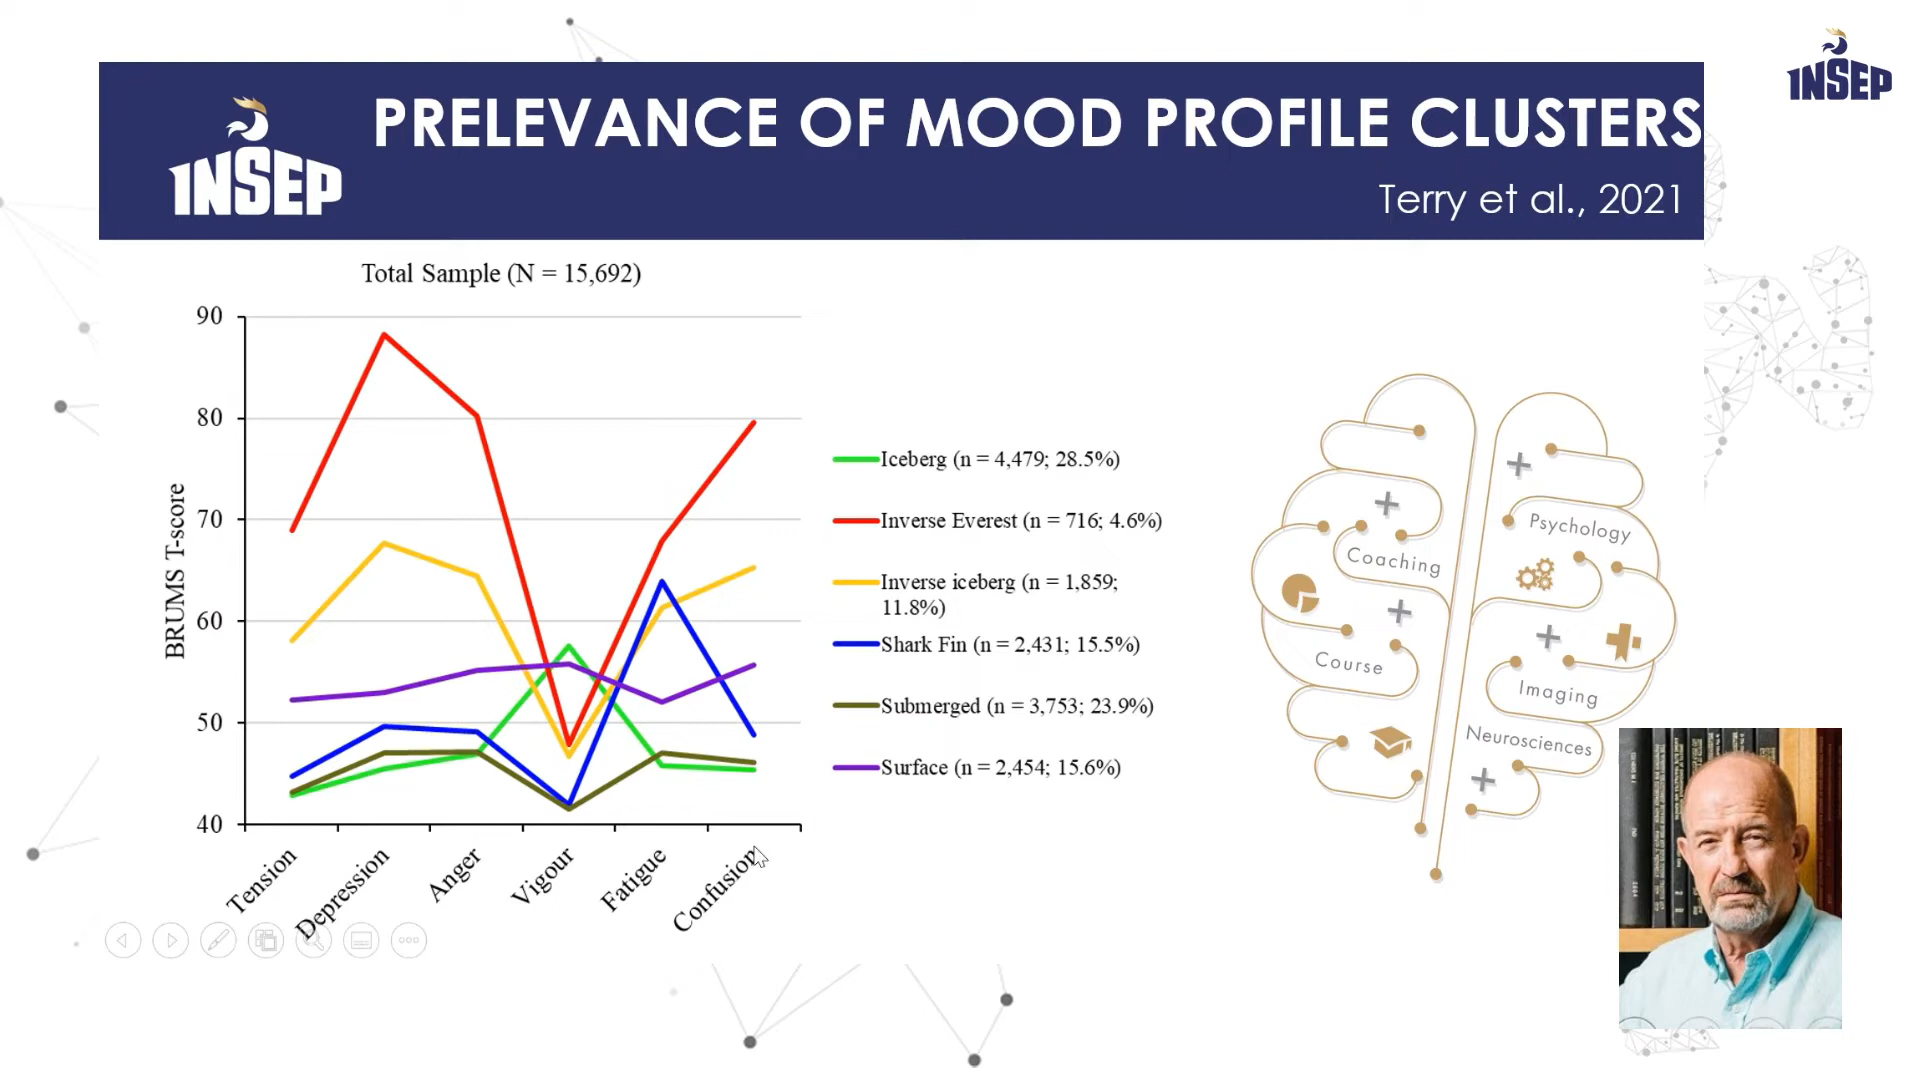 INSEP
INSEP
PRELEVANCE OF MOOD PROFILE CLUSTERS
Terry et al., 2021
Total Sample (N = 15,692)
90
80
70
60
50
40
BRUMS T-score
Tension
Depression
Anger
Vigour
Fatigue
Confusion
Iceberg (n = 4,479; 28.5%)
Inverse Everest (n = 716; 4.6%)
Inverse iceberg (n = 1,859;
11.8%)
Shark Fin (n = 2,431; 15.5%)
Submerged (n = 3,753; 23.9%)
Surface (n = 2,454; 15.6%)
Coaching
Course
Psychology
Imaging
Neurosciences